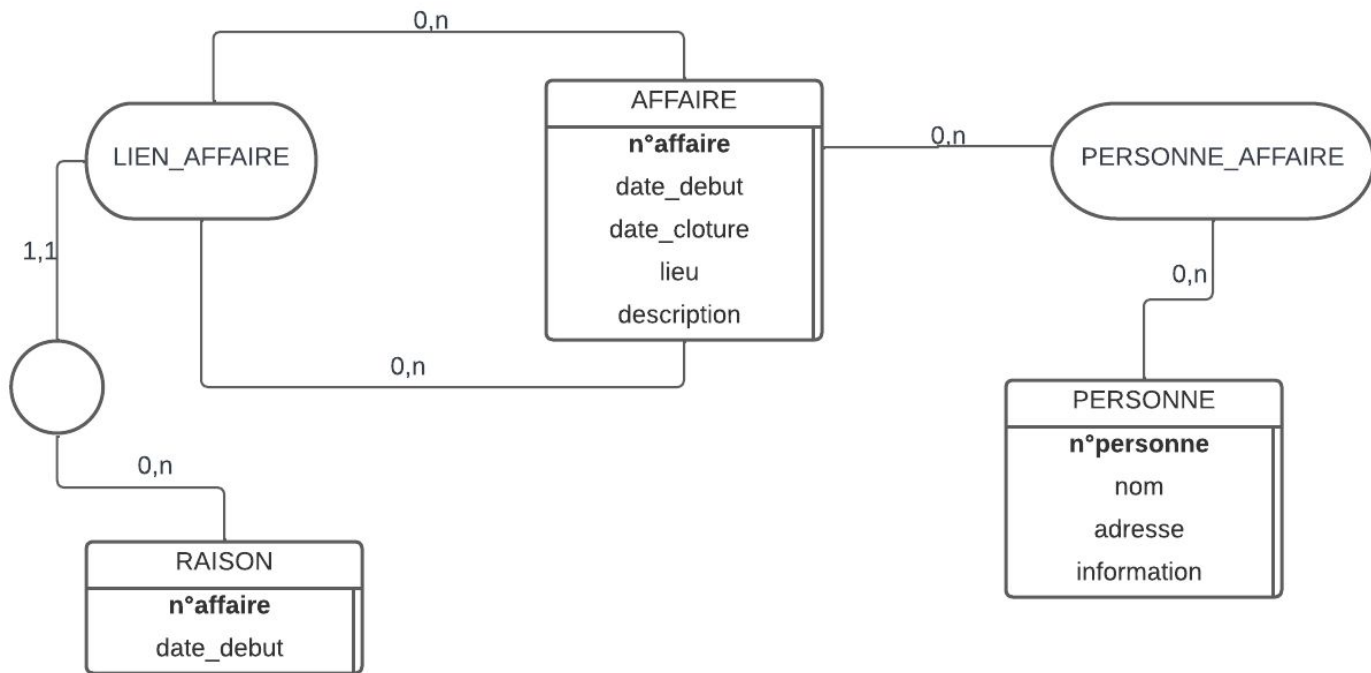 0,n
AFFAIRE
n°affaire
date_debut
date_cloture
lieu
description
LIEN_AFFAIRE
0,n
PERSONNE_AFFAIRE
1,1
0,n
0,n
PERSONNE
n°personne
nom
adresse
information
0,n
RAISON
n°affaire
date_debut